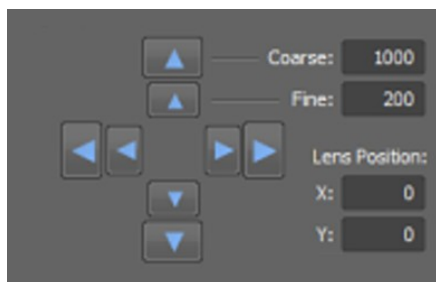 Coarse: 1000
Fine: 200
Lens Position:
X: 0
Y: 0